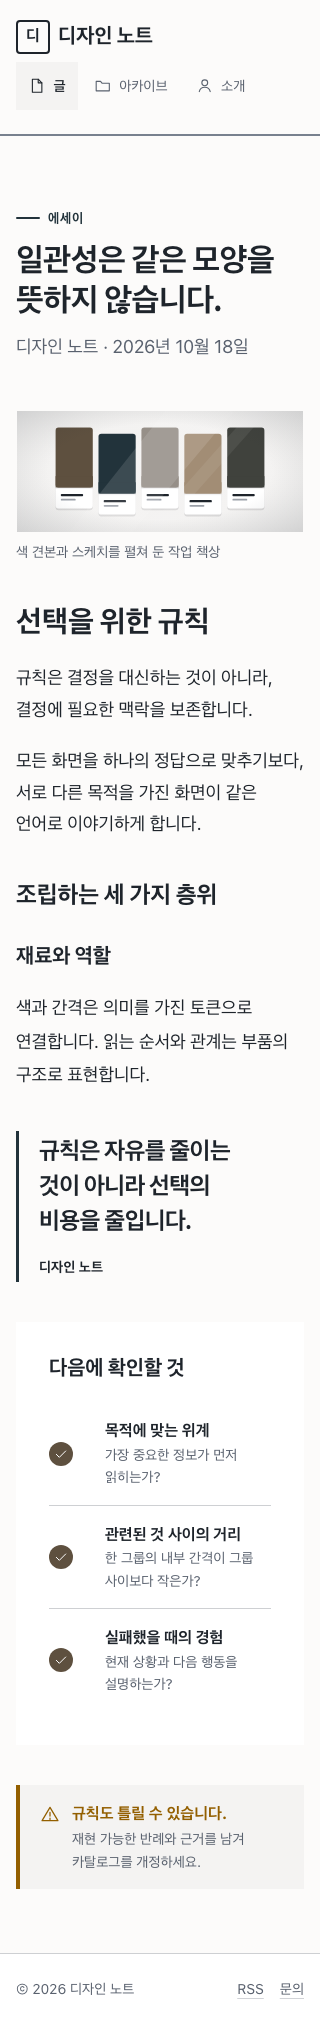 디 디자인 노트
글 아카이브 소개
에세이
일관성은 같은 모양을
뜻하지 않습니다.
디자인 노트 · 2026년 10월 18일
색 견본과 스케치를 펼쳐 둔 작업 책상
선택을 위한 규칙
규칙은 결정을 대신하는 것이 아니라,
결정에 필요한 맥락을 보존합니다.
모든 화면을 하나의 정답으로 맞추기보다,
서로 다른 목적을 가진 화면이 같은
언어로 이야기하게 합니다.
조립하는 세 가지 층위
재료와 역할
색과 간격은 의미를 가진 토큰으로
연결합니다. 읽는 순서와 관계는 부품의
구조로 표현합니다.
규칙은 자유를 줄이는
것이 아니라 선택의
비용을 줄입니다.
디자인 노트
다음에 확인할 것
목적에 맞는 위계
가장 중요한 정보가 먼저
읽히는가?
관련된 것 사이의 거리
한 그룹의 내부 간격이 그룹
사이보다 작은가?
실패했을 때의 경험
현재 상황과 다음 행동을
설명하는가?
규칙도 틀릴 수 있습니다.
재현 가능한 반례와 근거를 남겨
카탈로그를 개정하세요.
© 2026 디자인 노트 RSS 문의